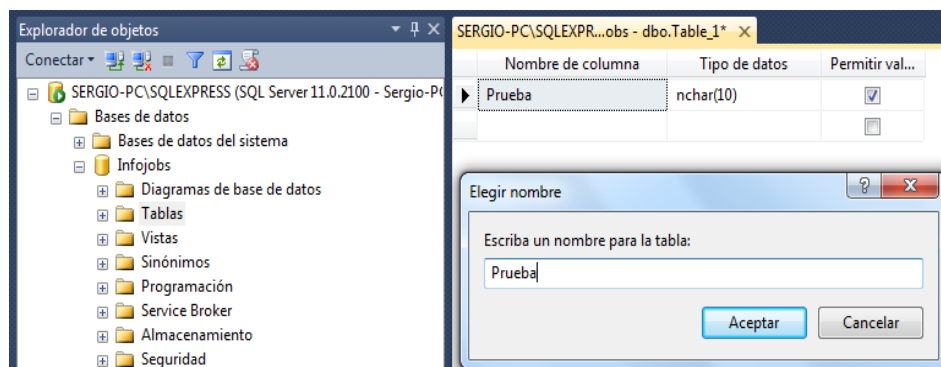 Explorador de objetos
Conectar
SERGIO-PC\SQLEXPRESS (SQL Server 11.0.2100 - Sergio-P
Bases de datos
Bases de datos del sistema
Infojobs
Diagramas de base de datos
Tablas
Vistas
Sinónimos
Programación
Service Broker
Almacenamiento
Seguridad
SERGIO-PC\SQLEXPR...obs - dbo.Table_1*
Nombre de columna Tipo de datos Permitir val...
Prueba nchar(10)
Elegir nombre
Escriba un nombre para la tabla:
Prueba
Aceptar Cancelar